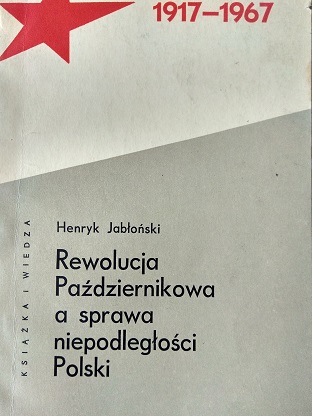 1917–1967
Henryk Jabłoński
Rewolucja
Październikowa
a sprawa
niepodległości
Polski
KSIĄŻKA I WIEDZA